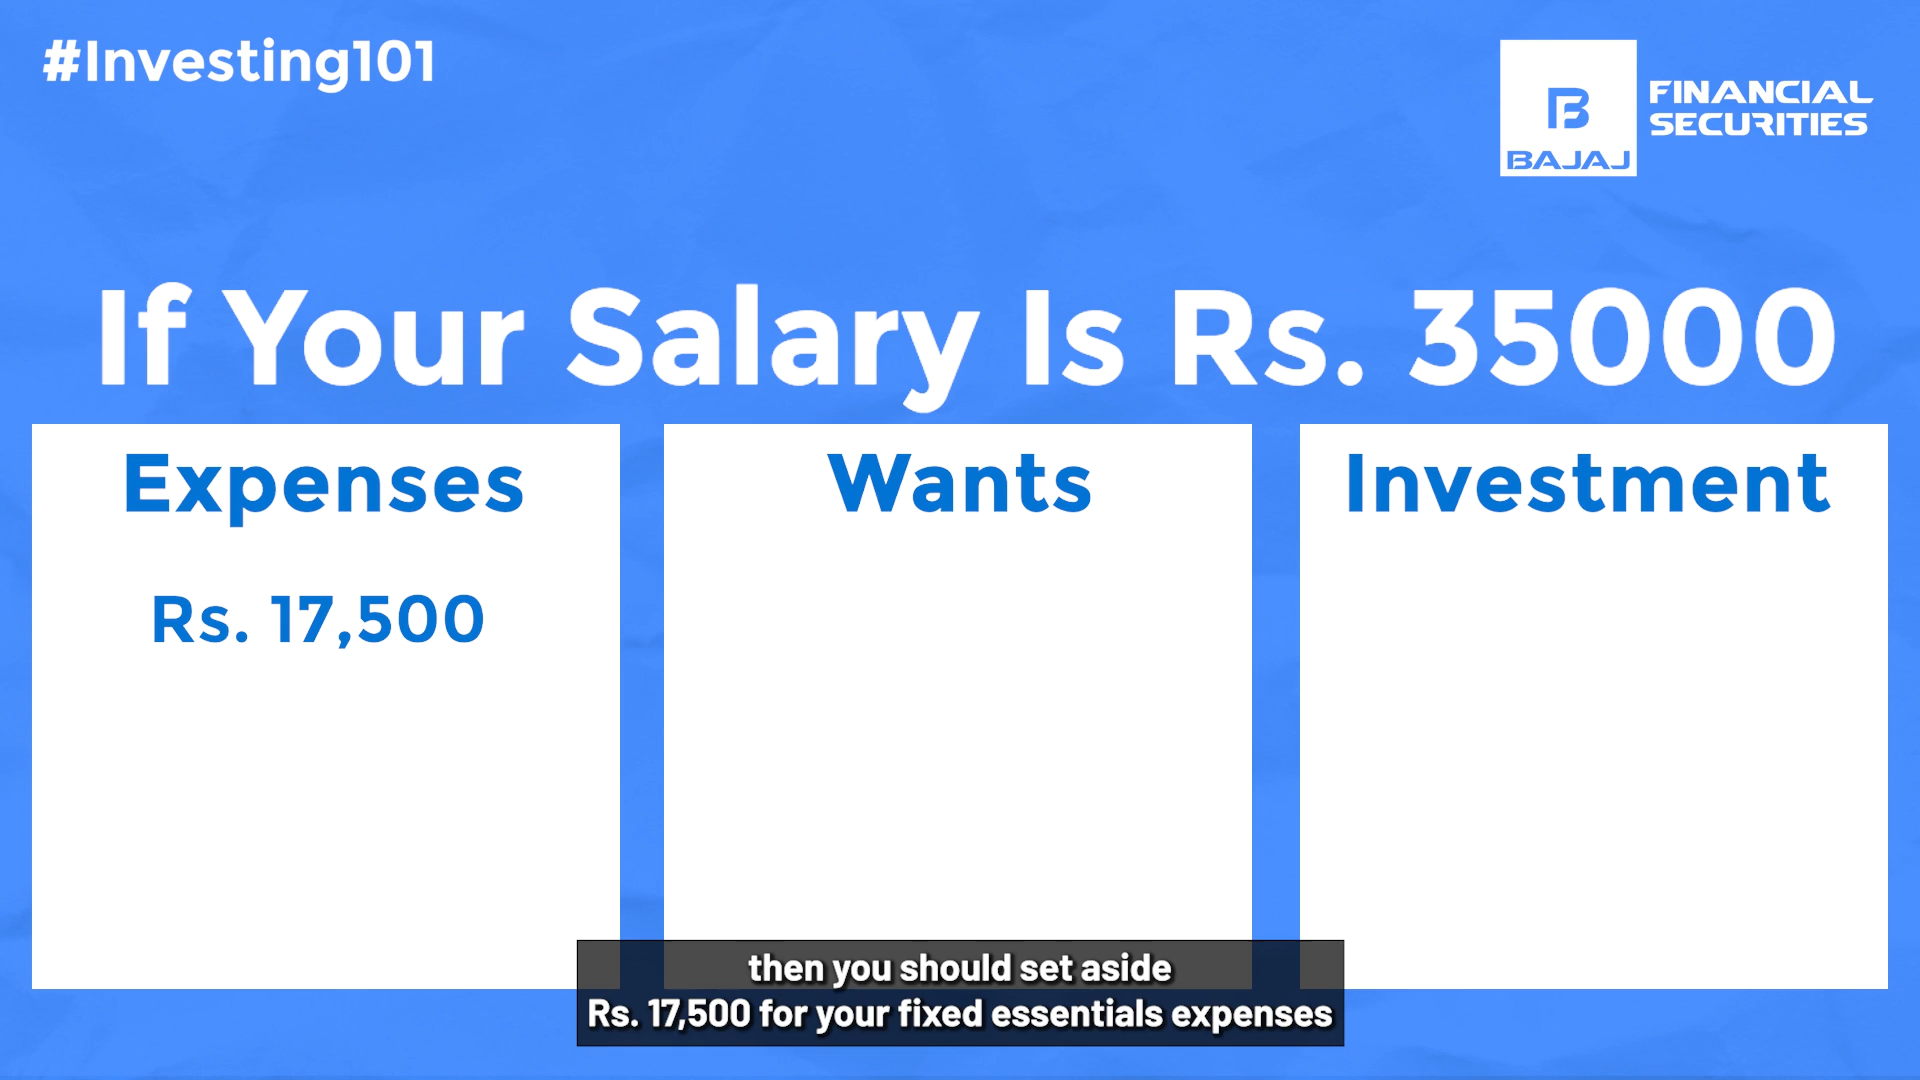 #Investing101
B
BAJAJ
FINANCIAL
SECURITIES
If Your Salary Is Rs. 35000
Expenses
Rs. 17,500
Wants
Investment
then you should set aside
Rs. 17,500 for your fixed essentials expenses